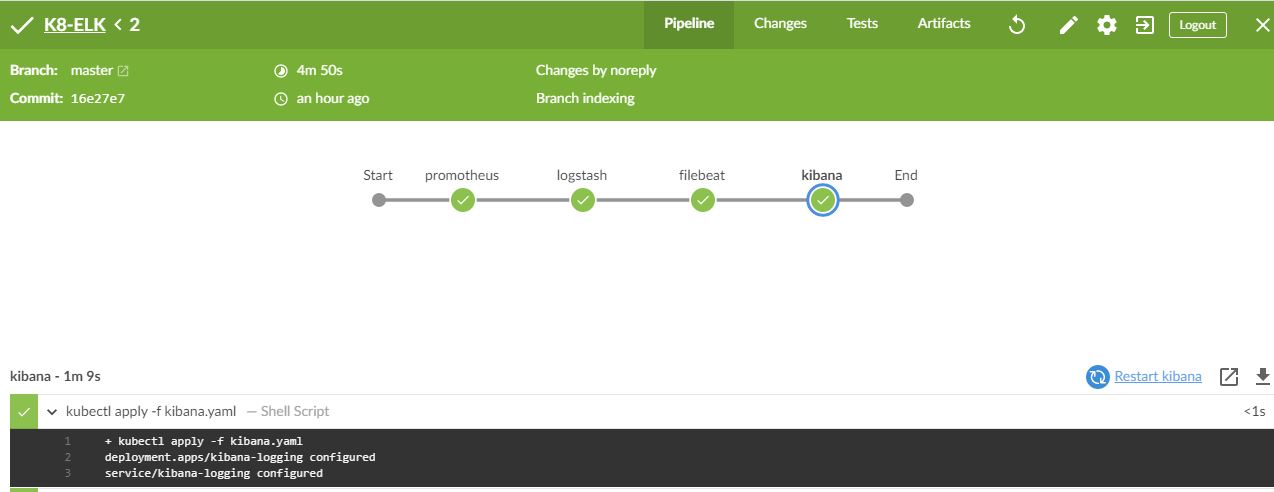 K8-ELK < 2
Pipeline Changes Tests Artifacts Logout
Branch: master 4m 50s Changes by noreply
Commit: 16e27e7 an hour ago Branch indexing
Start promotheus logstash filebeat kibana End
kibana - 1m 9s Restart kibana
kubectl apply -f kibana.yaml — Shell Script <1s
1 + kubectl apply -f kibana.yaml
2 deployment.apps/kibana-logging configured
3 service/kibana-logging configured